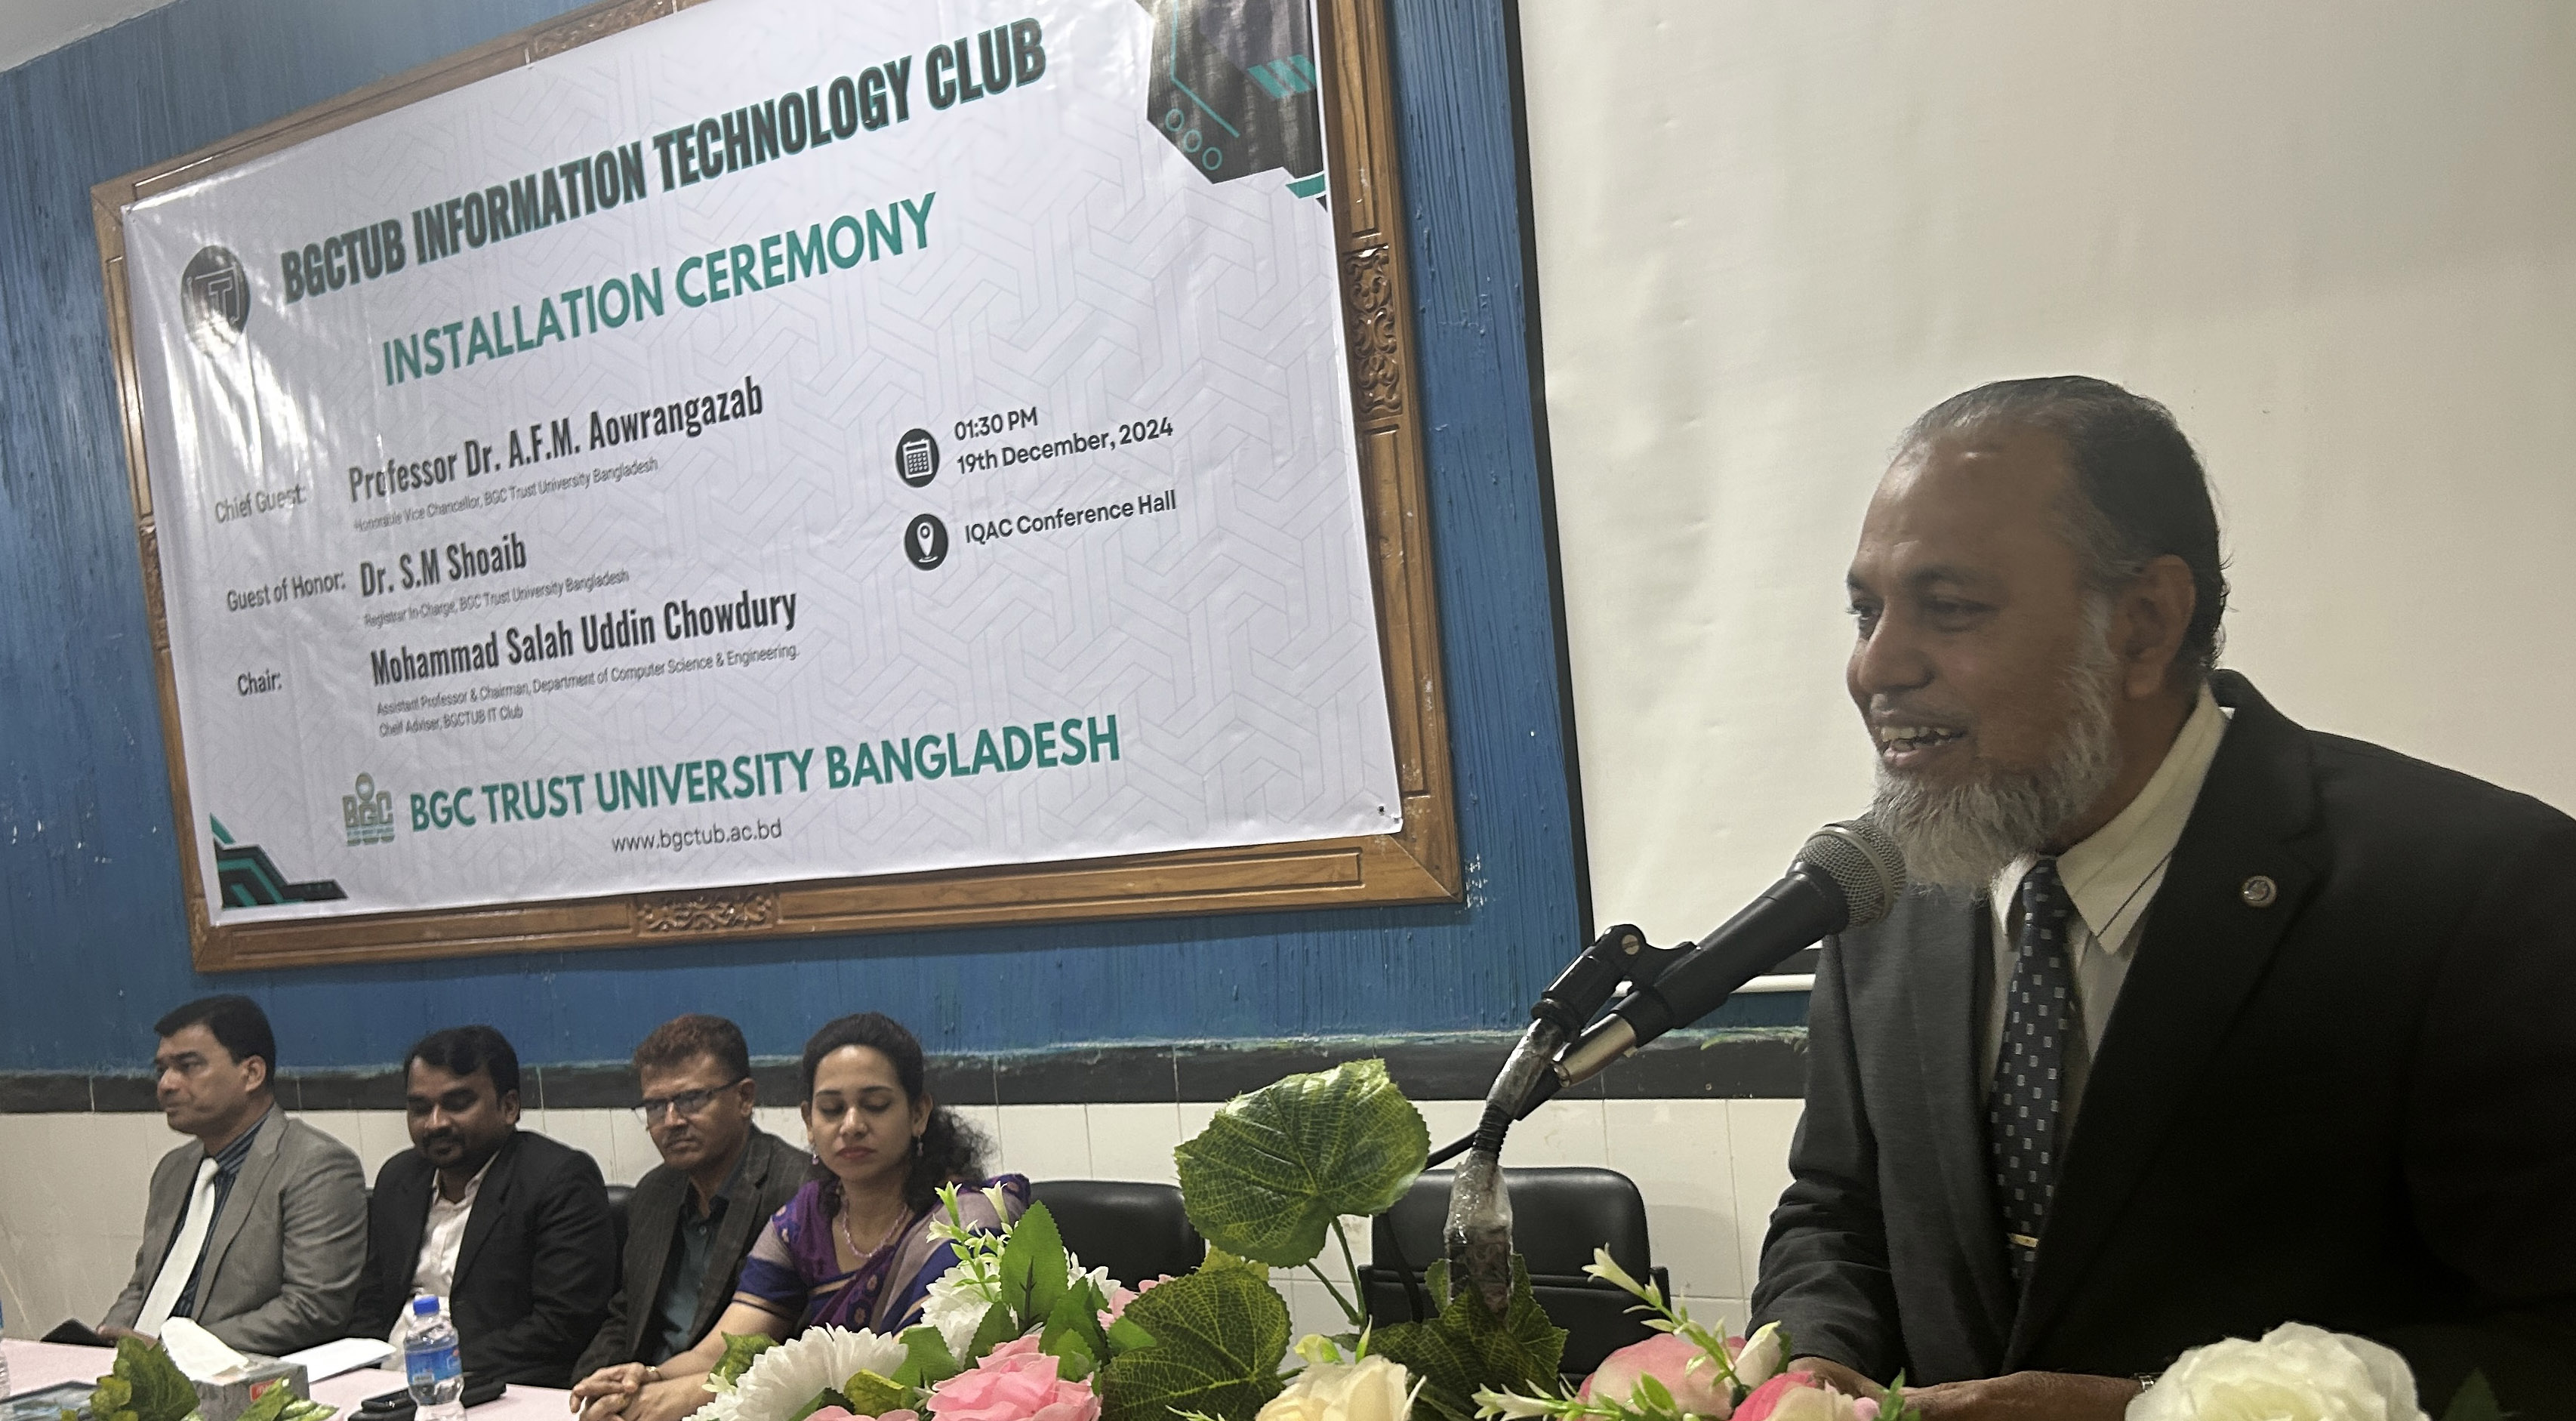 BGCTUB INFORMATION TECHNOLOGY CLUB
INSTALLATION CEREMONY
Chief Guest: Professor Dr. A.F.M. Aowrangazab
Honorable Vice Chancellor, BGC Trust University Bangladesh
Guest of Honor: Dr. S.M Shoaib
Registrar In-Charge, BGC Trust University Bangladesh
Chair: Mohammad Salah Uddin Chowdury
Assistant Professor & Chairman, Department of Computer Science & Engineering.
Cheif Adviser, BGCTUB IT Club
01:30 PM
19th December, 2024
IQAC Conference Hall
BGC
BGC TRUST UNIVERSITY BANGLADESH
www.bgctub.ac.bd